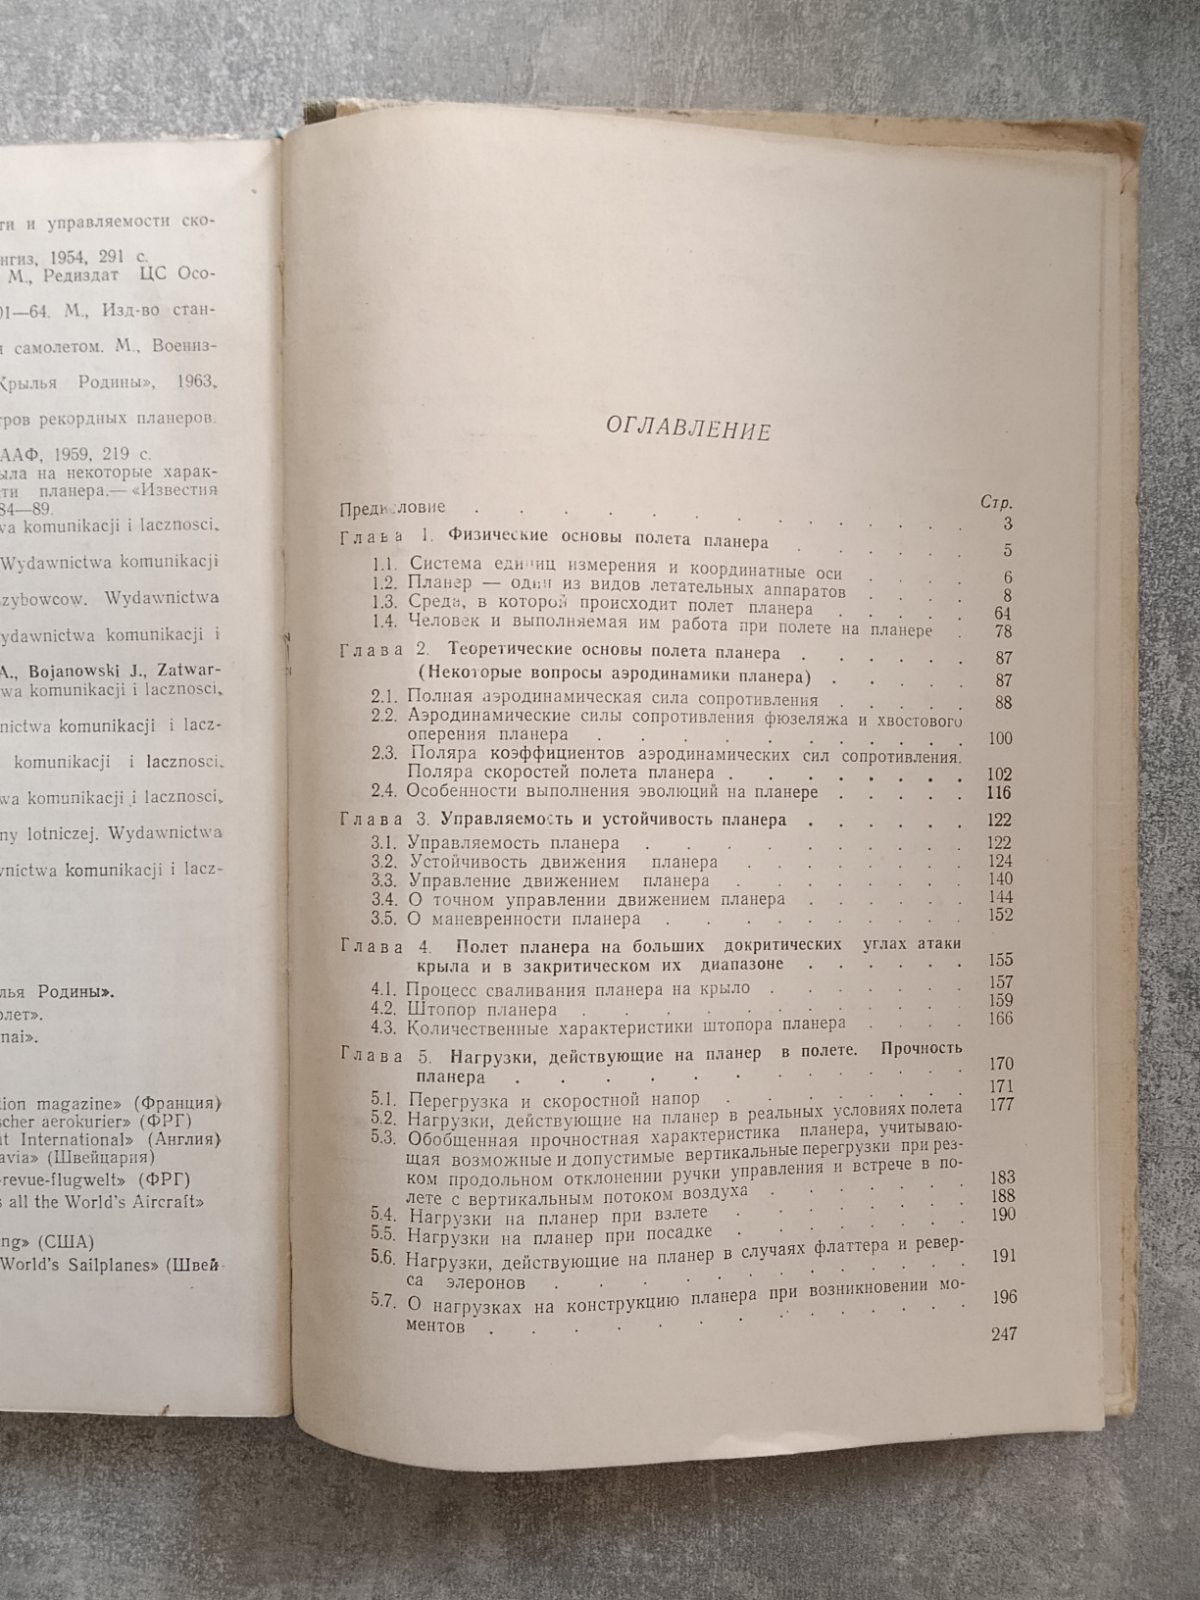 ти и управляемости ско-
нгиз, 1954, 291 с.
М., Редиздат ЦС Осо-
01—64. М., Изд-во стан-
самолетом. М., Воениз-
Крылья Родины», 1963,
тров рекордных планеров.
ААФ, 1959, 219 с.
ыла на некоторые харак-
ти планера.— «Известия
84—89.
wa komunikacji i lacznosci,
Wydawnictwa komunikacji
zybowcow. Wydawnictwa
ydawnictwa komunikacji i
A., Bojanowski J., Zatwar-
wa komunikacji i lacznosci,
nictwa komunikacji i lacz-
komunikacji i lacznosci,
wa komunikacji i lacznosci,
ny lotniczej. Wydawnictwa
wnictwa komunikacji i lacz-
лья Родины».
олет».
nai».
tion magazine» (Франция)
scher aerokurier» (ФРГ)
t International» (Англия)
avia» (Швейцария)
-revue-flugwelt» (ФРГ)
s all the World's Aircraft»
ng» (США)
World's Sailplanes» (Швей-
ОГЛАВЛЕНИЕ
Стр.
Предисловие . . . . . . . . . . . . 3
Глава 1. Физические основы полета планера . . . . . 5
1.1. Система единиц измерения и координатные оси . . . . 6
1.2. Планер — один из видов летательных аппаратов . . . . 8
1.3. Среда, в которой происходит полет планера . . . . . 64
1.4. Человек и выполняемая им работа при полете на планере . 78
Глава 2. Теоретические основы полета планера . . . . . 87
(Некоторые вопросы аэродинамики планера) . . . . 87
2.1. Полная аэродинамическая сила сопротивления . . . . 88
2.2. Аэродинамические силы сопротивления фюзеляжа и хвостового
оперения планера . . . . . . . . . . 100
2.3. Поляра коэффициентов аэродинамических сил сопротивления.
Поляра скоростей полета планера . . . . . . . 102
2.4. Особенности выполнения эволюций на планере . . . . 116
Глава 3. Управляемость и устойчивость планера . . . . . 122
3.1. Управляемость планера . . . . . . . . . 122
3.2. Устойчивость движения планера . . . . . . . 124
3.3. Управление движением планера . . . . . . . 140
3.4. О точном управлении движением планера . . . . . 144
3.5. О маневренности планера . . . . . . . . 152
Глава 4. Полет планера на больших докритических углах атаки
крыла и в закритическом их диапазоне . . . . . 155
4.1. Процесс сваливания планера на крыло . . . . . . 157
4.2. Штопор планера . . . . . . . . . . 159
4.3. Количественные характеристики штопора планера . . . . 166
Глава 5. Нагрузки, действующие на планер в полете. Прочность
планера . . . . . . . . . . . 170
5.1. Перегрузка и скоростной напор . . . . . . . 171
5.2. Нагрузки, действующие на планер в реальных условиях полета 177
5.3. Обобщенная прочностная характеристика планера, учитываю-
щая возможные и допустимые вертикальные перегрузки при рез-
ком продольном отклонении ручки управления и встрече в по-
лете с вертикальным потоком воздуха . . . . . . 183
5.4. Нагрузки на планер при взлете . . . . . . . 188
5.5. Нагрузки на планер при посадке . . . . . . . 190
5.6. Нагрузки, действующие на планер в случаях флаттера и ревер-
са элеронов . . . . . . . . . . . 191
5.7. О нагрузках на конструкцию планера при возникновении мо-
ментов . . . . . . . . . . . . 196
247